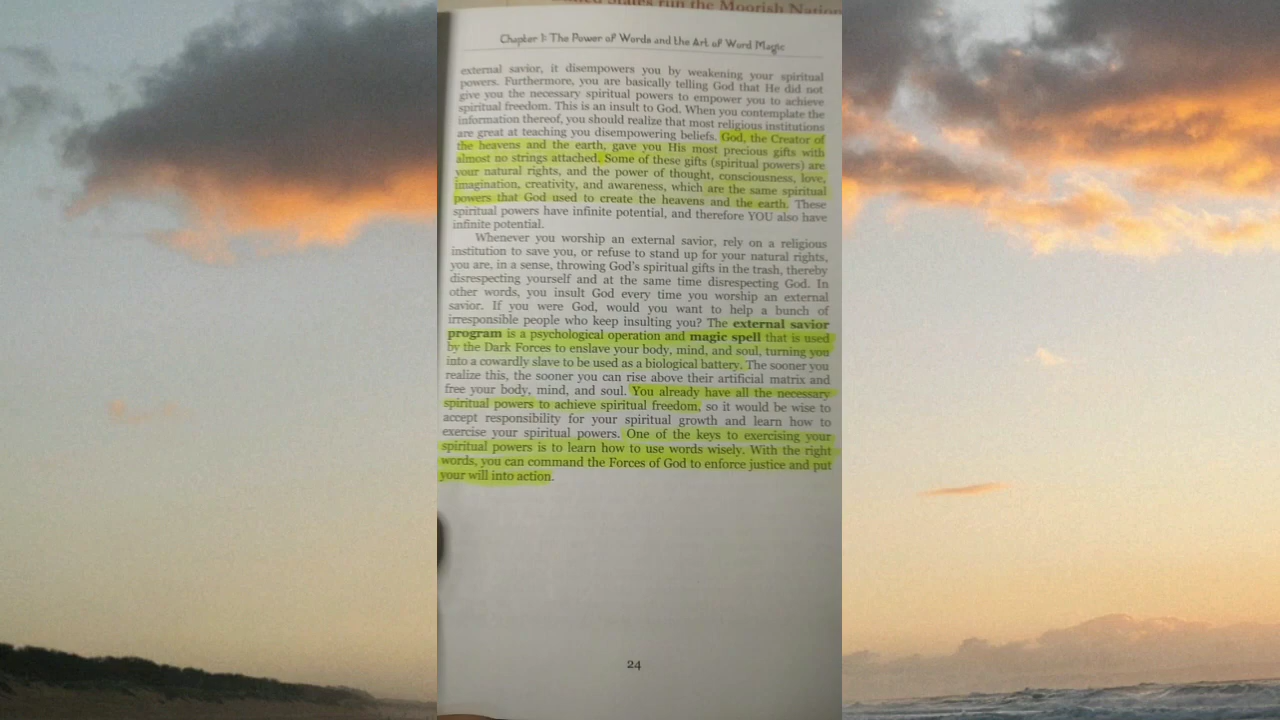 United States run the Moorish Nation
Chapter 1: The Power of Words and the Art of Word Magic
external savior, it disempowers you by weakening your spiritual
powers. Furthermore, you are basically telling God that He did not
give you the necessary spiritual powers to empower you to achieve
spiritual freedom. This is an insult to God. When you contemplate the
information thereof, you should realize that most religious institutions
are great at teaching you disempowering beliefs. God, the Creator of
the heavens and the earth, gave you His most precious gifts with
almost no strings attached. Some of these gifts (spiritual powers) are
your natural rights, and the power of thought, consciousness, love,
imagination, creativity, and awareness, which are the same spiritual
powers that God used to create the heavens and the earth. These
spiritual powers have infinite potential, and therefore YOU also have
infinite potential.
Whenever you worship an external savior, rely on a religious
institution to save you, or refuse to stand up for your natural rights,
you are, in a sense, throwing God's spiritual gifts in the trash, thereby
disrespecting yourself and at the same time disrespecting God. In
other words, you insult God every time you worship an external
savior. If you were God, would you want to help a bunch of
irresponsible people who keep insulting you? The external savior
program is a psychological operation and magic spell that is used
by the Dark Forces to enslave your body, mind, and soul, turning you
into a cowardly slave to be used as a biological battery. The sooner you
realize this, the sooner you can rise above their artificial matrix and
free your body, mind, and soul. You already have all the necessary
spiritual powers to achieve spiritual freedom, so it would be wise to
accept responsibility for your spiritual growth and learn how to
exercise your spiritual powers. One of the keys to exercising your
spiritual powers is to learn how to use words wisely. With the right
words, you can command the Forces of God to enforce justice and put
your will into action.
24